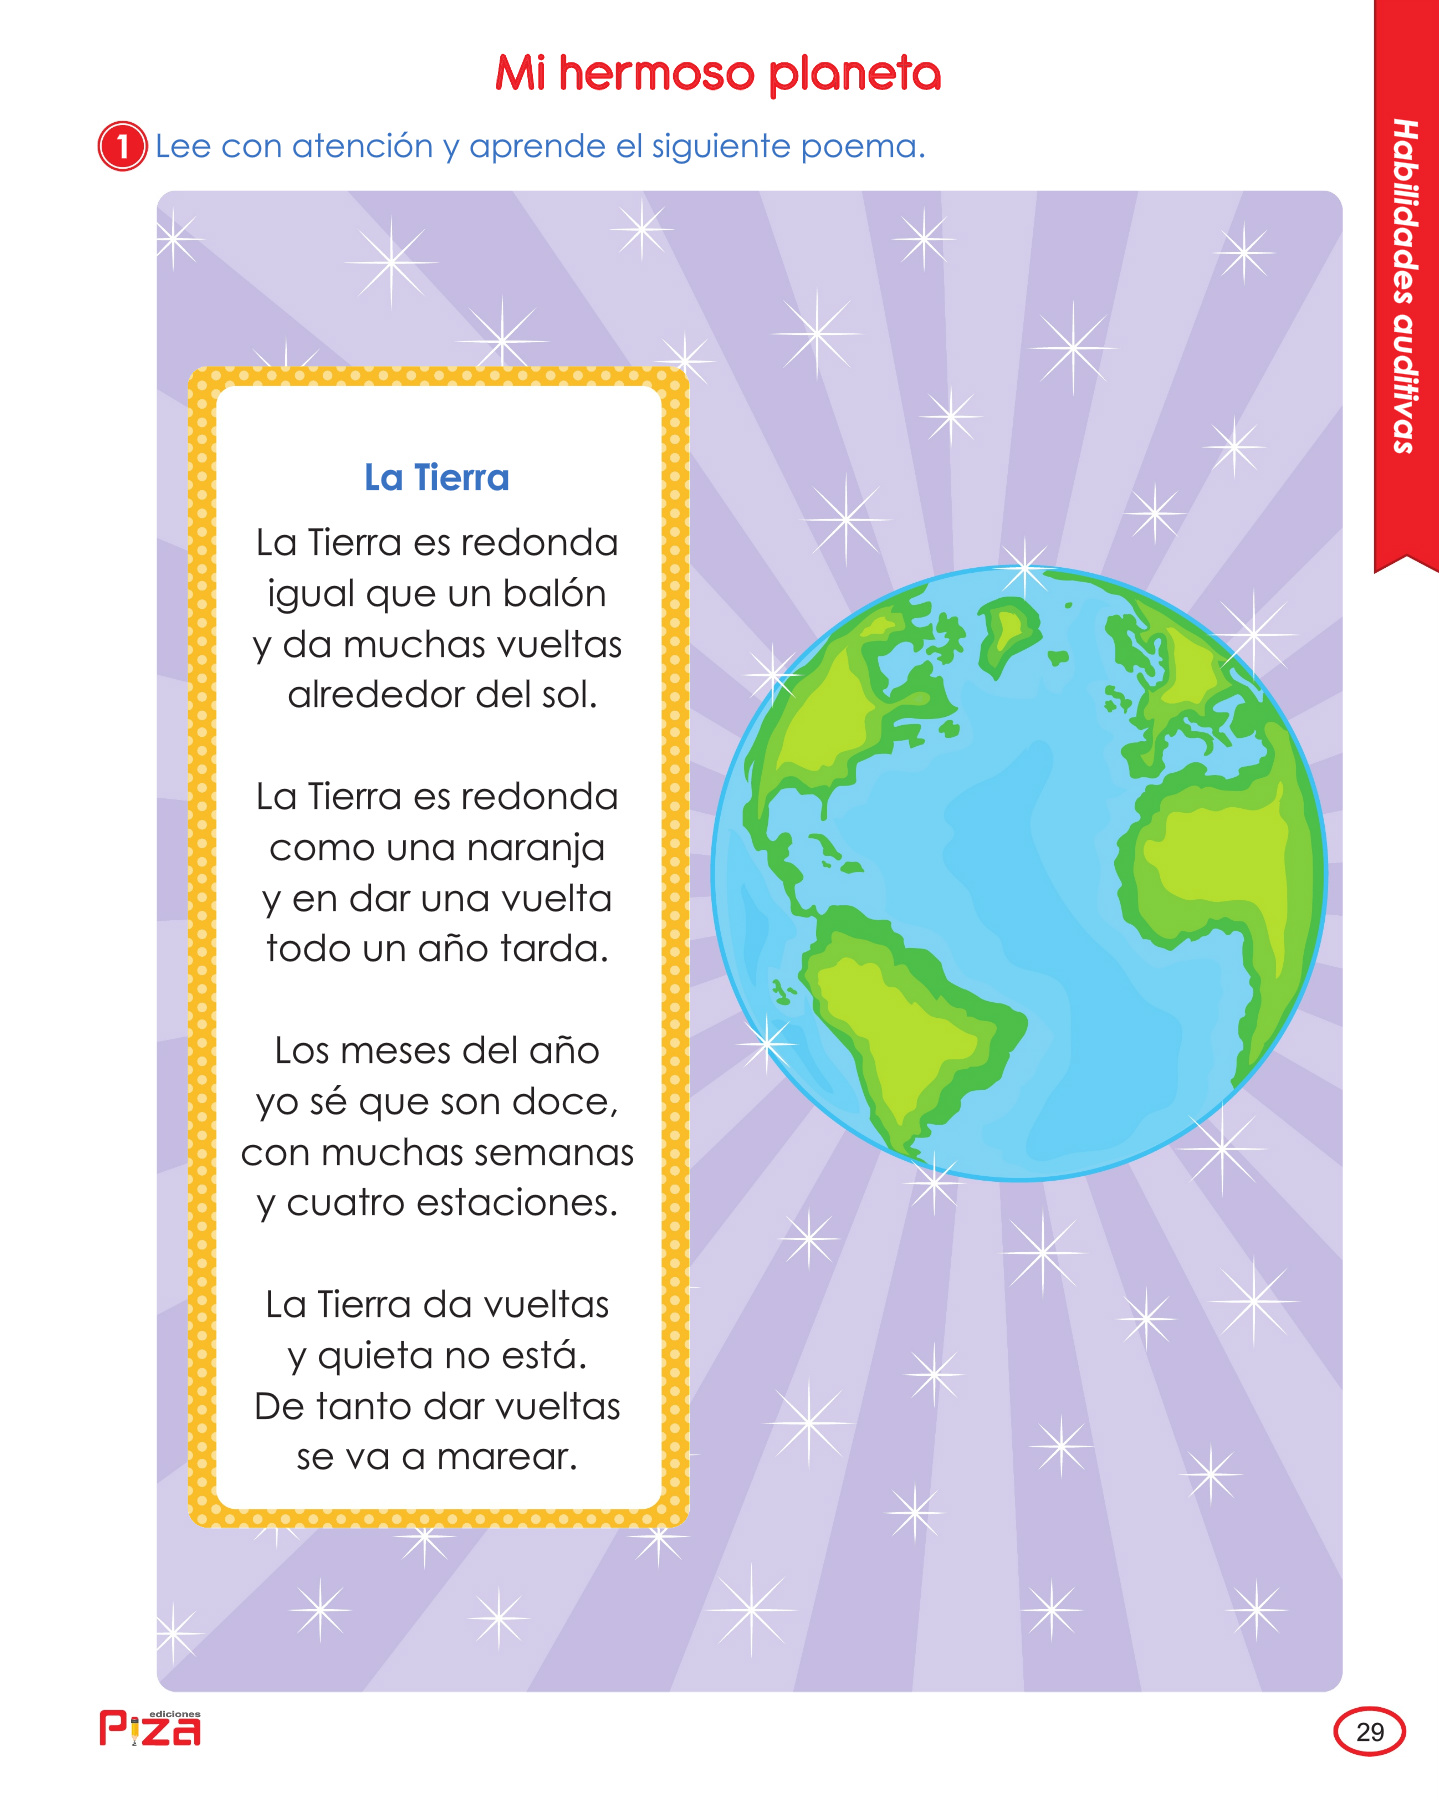 Mi hermoso planeta
1 Lee con atención y aprende el siguiente poema.
Habilidades auditivas
La Tierra
La Tierra es redonda
igual que un balón
y da muchas vueltas
alrededor del sol.
La Tierra es redonda
como una naranja
y en dar una vuelta
todo un año tarda.
Los meses del año
yo sé que son doce,
con muchas semanas
y cuatro estaciones.
La Tierra da vueltas
y quieta no está.
De tanto dar vueltas
se va a marear.
ediciones
Piza
29